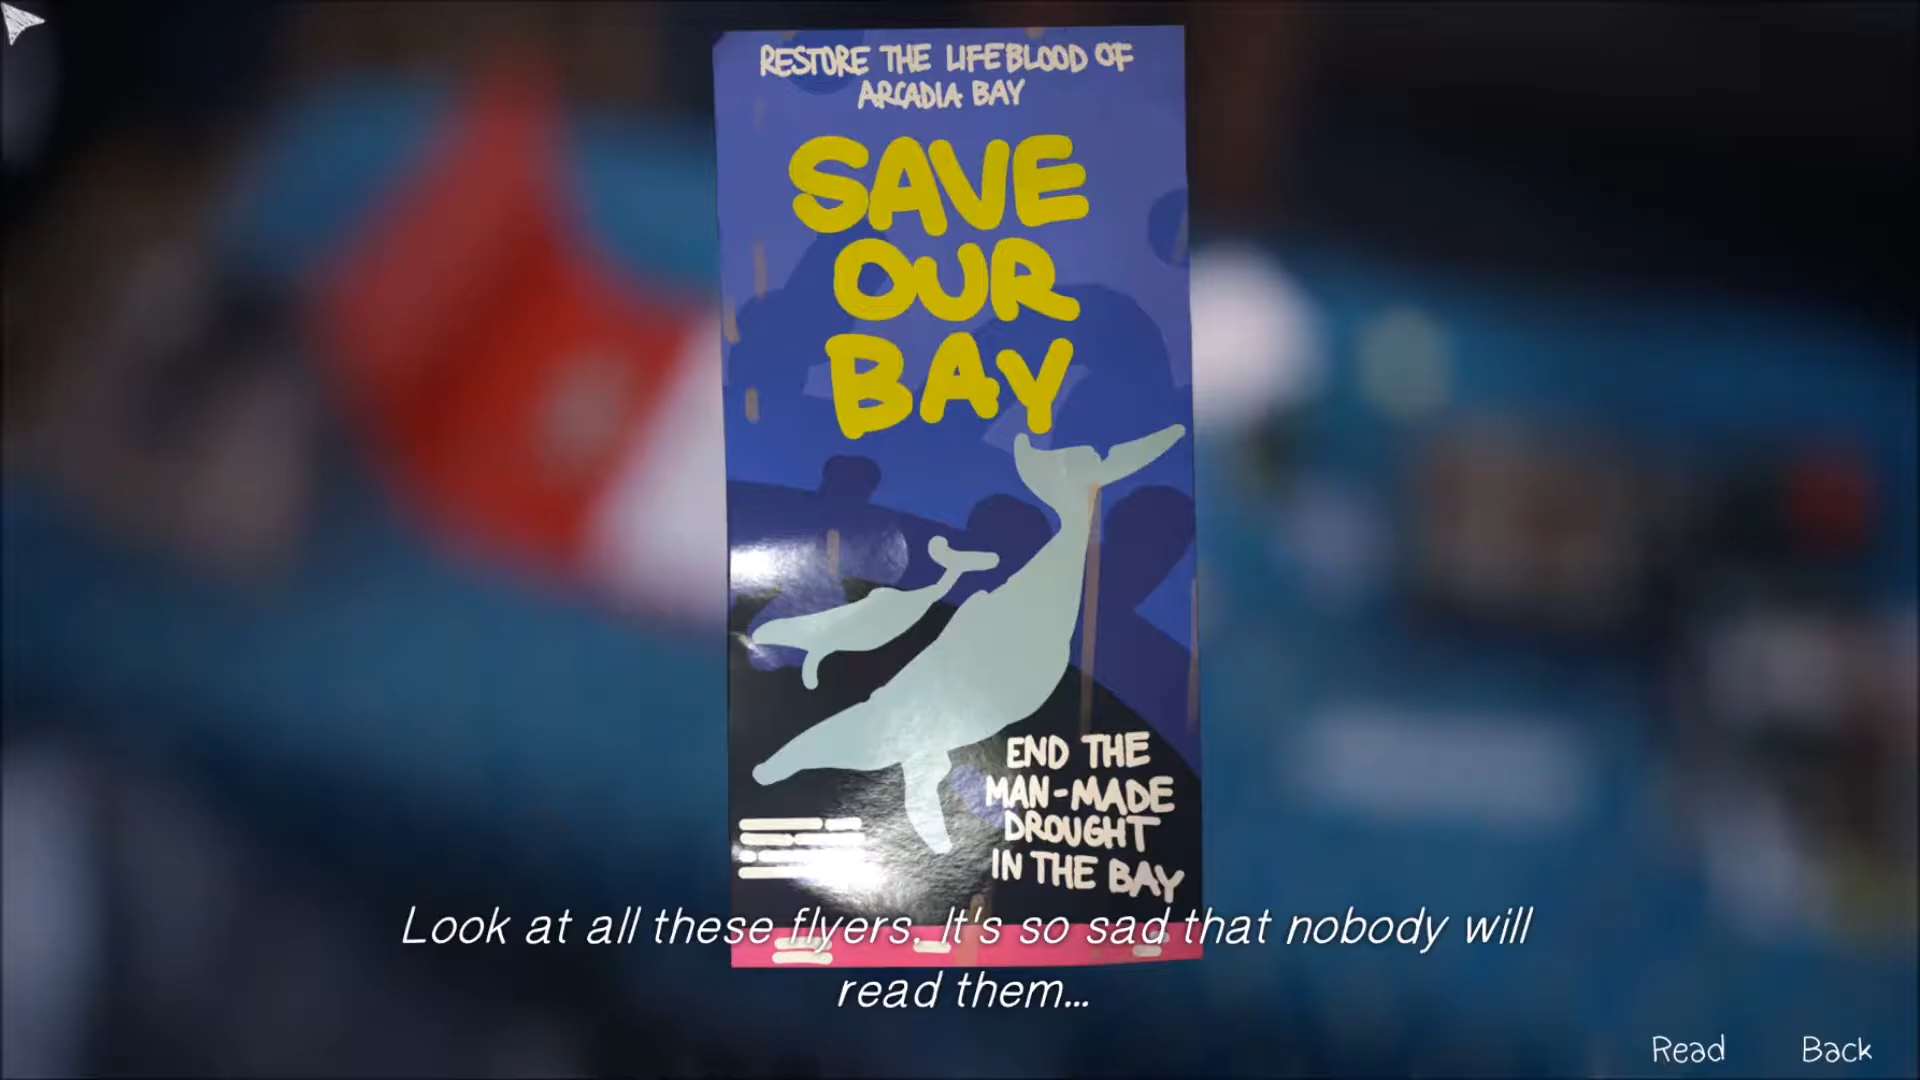 RESTORE THE LIFEBLOOD OF
ARCADIA BAY
SAVE
OUR
BAY
END THE
MAN-MADE
DROUGHT
IN THE BAY
Look at all these flyers. It's so sad that nobody will
read them...
Read
Back